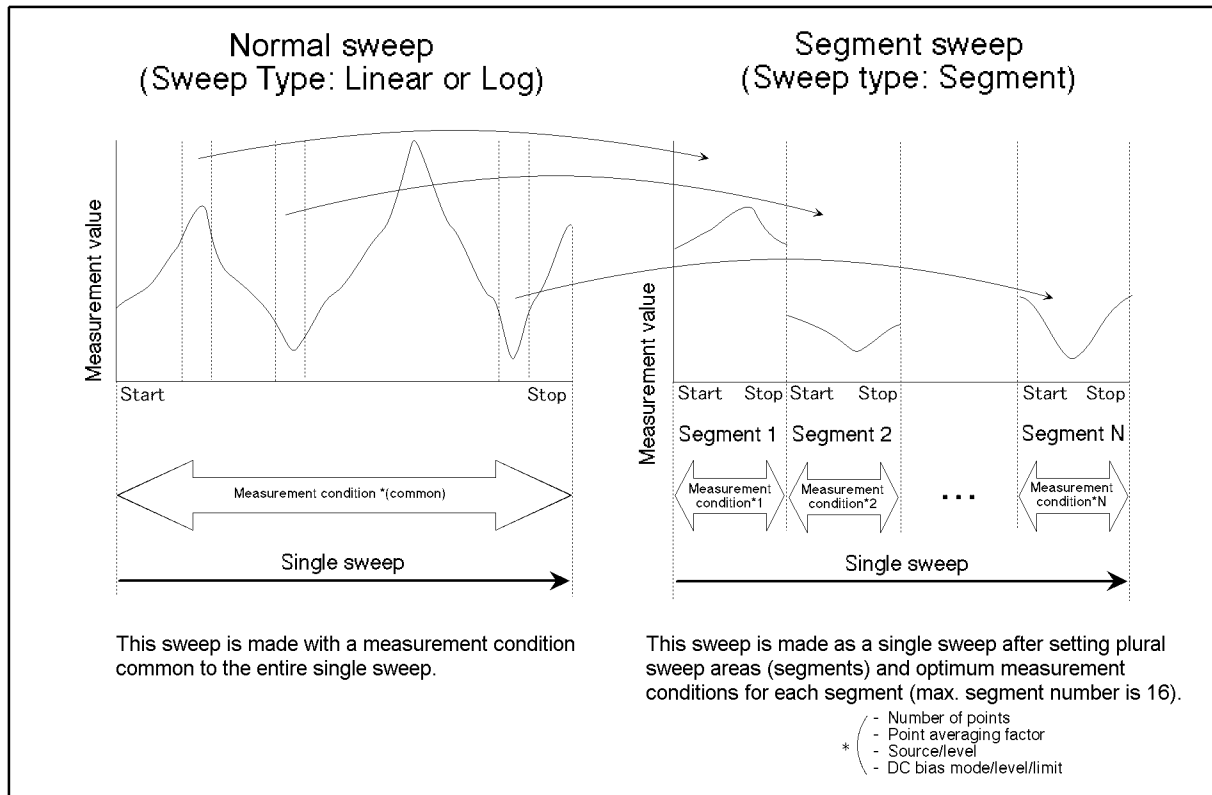 Normal sweep
(Sweep Type: Linear or Log)
Measurement value
Start
Stop
Measurement condition *(common)
Single sweep
This sweep is made with a measurement condition
common to the entire single sweep.
Segment sweep
(Sweep type: Segment)
Measurement value
Start Stop
Start Stop
Start Stop
Segment 1
Segment 2
Segment N
Measurement
condition*1
Measurement
condition*2
...
Measurement
condition*N
Single sweep
This sweep is made as a single sweep after setting plural
sweep areas (segments) and optimum measurement
conditions for each segment (max. segment number is 16).
*
- Number of points
- Point averaging factor
- Source/level
- DC bias mode/level/limit